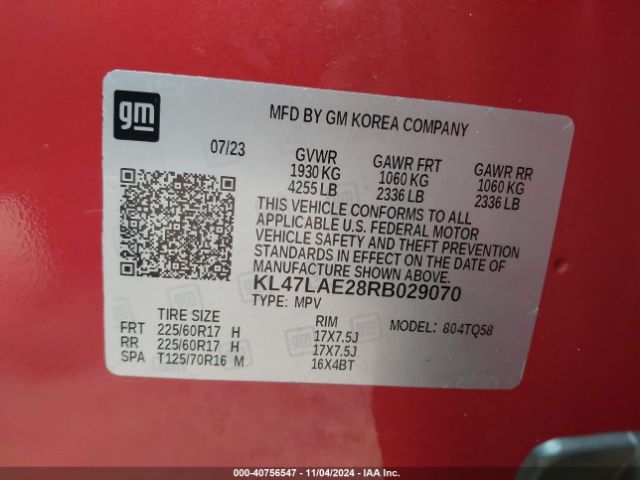 gm
MFD BY GM KOREA COMPANY
07/23
GVWR GAWR FRT GAWR RR
1930 KG 1060 KG 1060 KG
4255 LB 2336 LB 2336 LB
THIS VEHICLE CONFORMS TO ALL
APPLICABLE U.S. FEDERAL MOTOR
VEHICLE SAFETY AND THEFT PREVENTION
STANDARDS IN EFFECT ON THE DATE OF
MANUFACTURE SHOWN ABOVE.
KL47LAE28RB029070
TYPE: MPV
TIRE SIZE RIM MODEL: 804TQ58
FRT 225/60R17 H 17X7.5J
RR 225/60R17 H 17X7.5J
SPA T125/70R16 M 16X4BT
000-40756547 - 11/04/2024 - IAAI.com